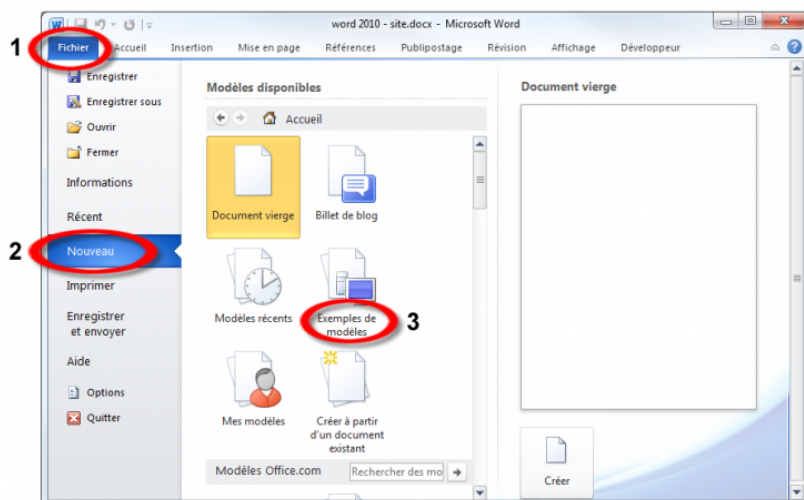 word 2010 - site.docx - Microsoft Word
1
Fichier Accueil Insertion Mise en page Références Publipostage Révision Affichage Développeur
Enregistrer
Enregistrer sous
Ouvrir
Fermer
Informations
Récent
2
Nouveau
Imprimer
Enregistrer
et envoyer
Aide
Options
Quitter
Modèles disponibles
Accueil
Document vierge
Billet de blog
Modèles récents
Exemples de
modèles
3
Mes modèles
Créer à partir
d'un document
existant
Modèles Office.com
Rechercher des mo
Document vierge
Créer